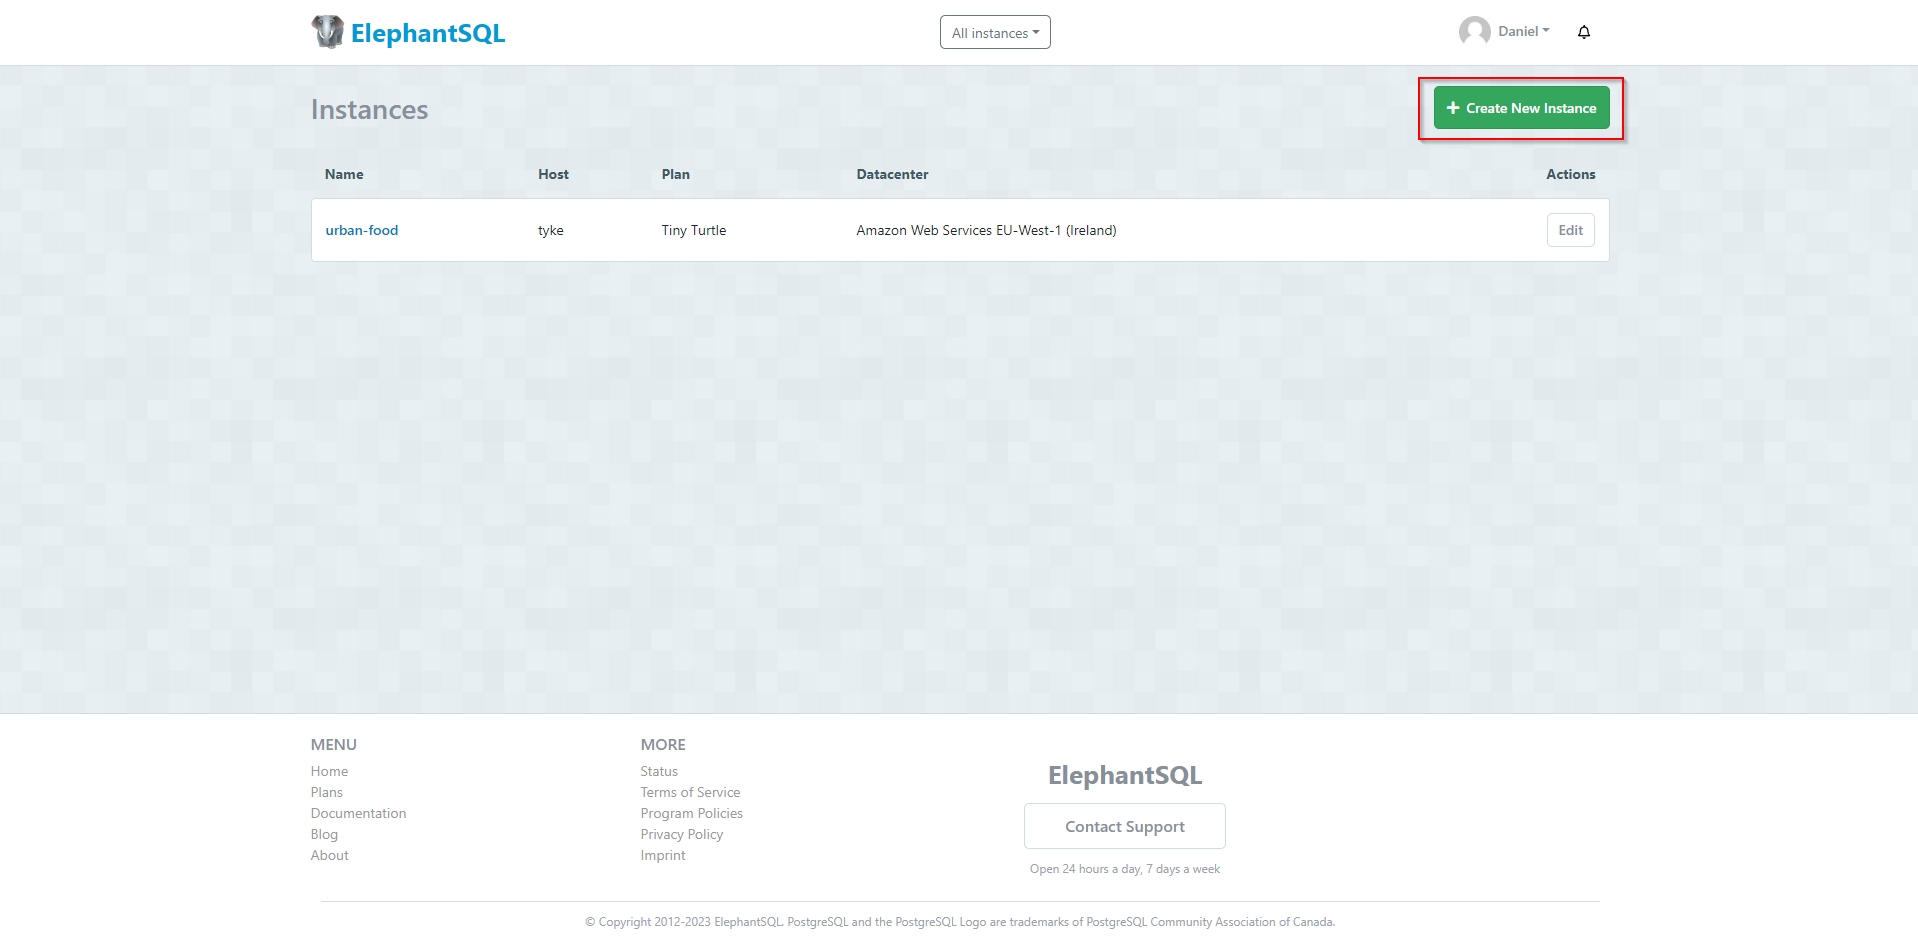 ElephantSQL
All instances
Daniel
Instances
Create New Instance
Name Host Plan Datacenter Actions
urban-food tyke Tiny Turtle Amazon Web Services EU-West-1 (Ireland) Edit
MENU
Home
Plans
Documentation
Blog
About
MORE
Status
Terms of Service
Program Policies
Privacy Policy
Imprint
ElephantSQL
Contact Support
Open 24 hours a day, 7 days a week
© Copyright 2012-2023 ElephantSQL. PostgreSQL and the PostgreSQL Logo are trademarks of PostgreSQL Community Association of Canada.